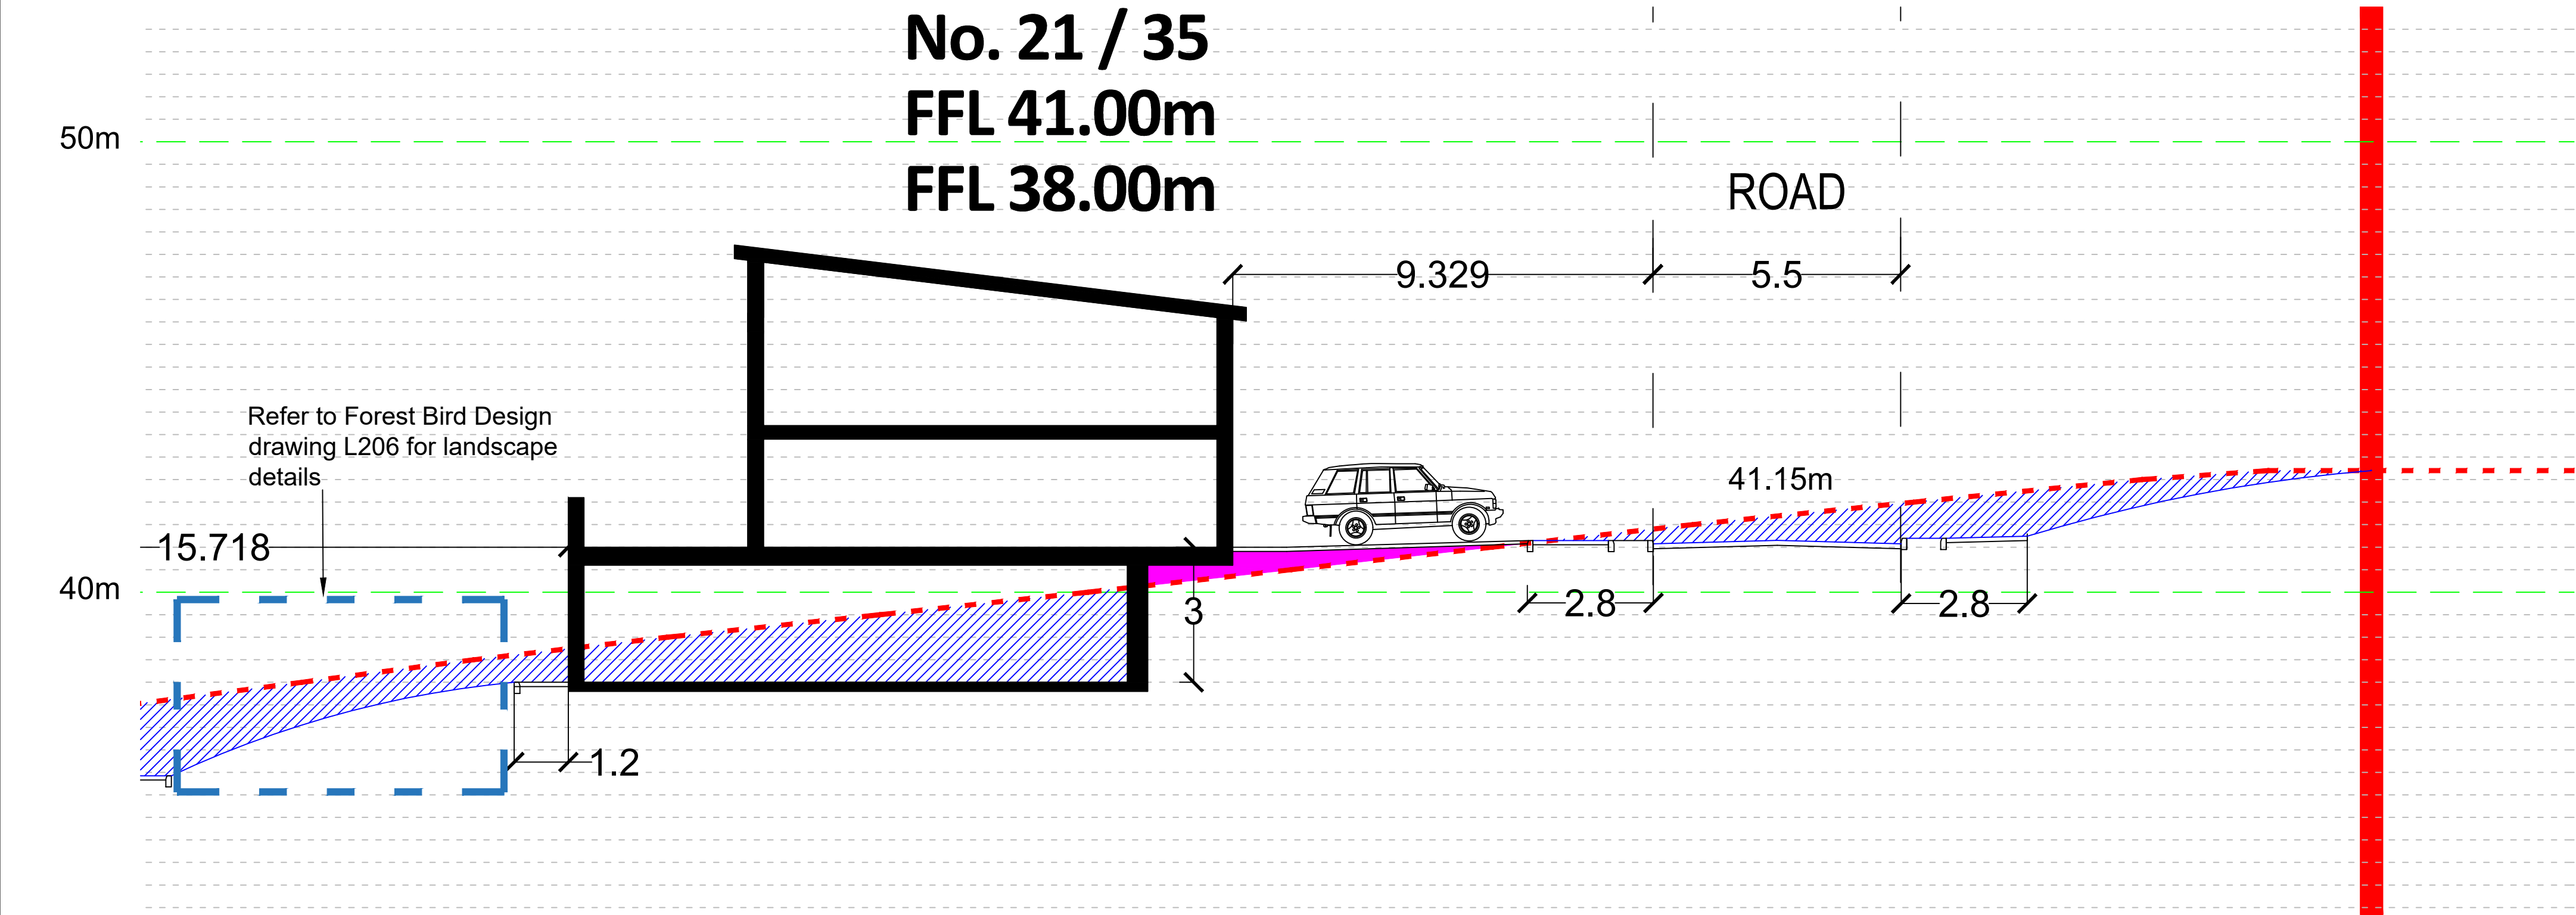 No. 21 / 35
FFL 41.00m
50m
FFL 38.00m
ROAD
9.329
5.5
Refer to Forest Bird Design
drawing L206 for landscape
details
41.15m
15.718
40m
3
2.8
2.8
1.2